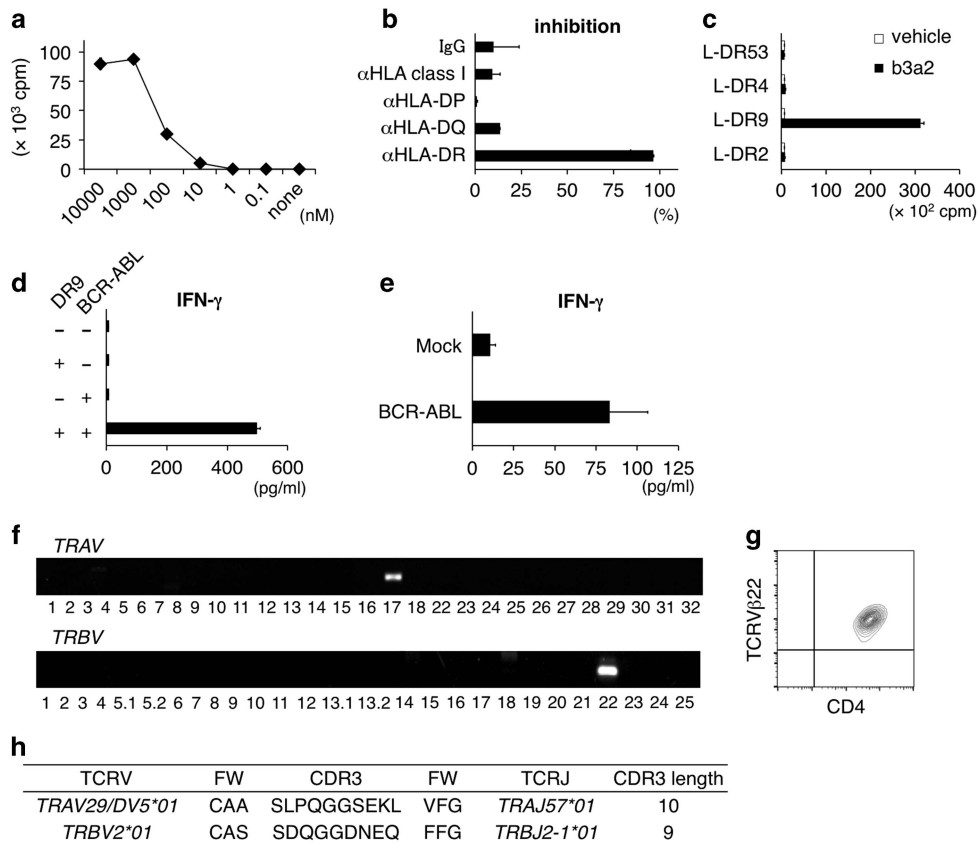 a
(× 10³ cpm)
100
75
50
25
0
10000 1000 100 10 1 0.1 none
(nM)
b
inhibition
IgG
αHLA class I
αHLA-DP
αHLA-DQ
αHLA-DR
0 25 50 75 100
(%)
c
vehicle
b3a2
L-DR53
L-DR4
L-DR9
L-DR2
0 100 200 300 400
(× 10² cpm)
d
DR9 BCR-ABL
IFN-γ
– –
+ –
– +
+ +
0 200 400 600
(pg/ml)
e
IFN-γ
Mock
BCR-ABL
0 25 50 75 100 125
(pg/ml)
f
TRAV
1 2 3 4 5 6 7 8 9 10 11 12 13 14 15 16 17 18 22 23 24 25 26 27 28 29 30 31 32
TRBV
1 2 3 4 5.1 5.2 6 7 8 9 10 11 12 13.1 13.2 14 15 16 17 18 19 20 21 22 23 24 25
g
TCRVβ22
CD4
h
TCRV FW CDR3 FW TCRJ CDR3 length
TRAV29/DV5*01 CAA SLPQGGSEKL VFG TRAJ57*01 10
TRBV2*01 CAS SDQGGDNEQ FFG TRBJ2-1*01 9